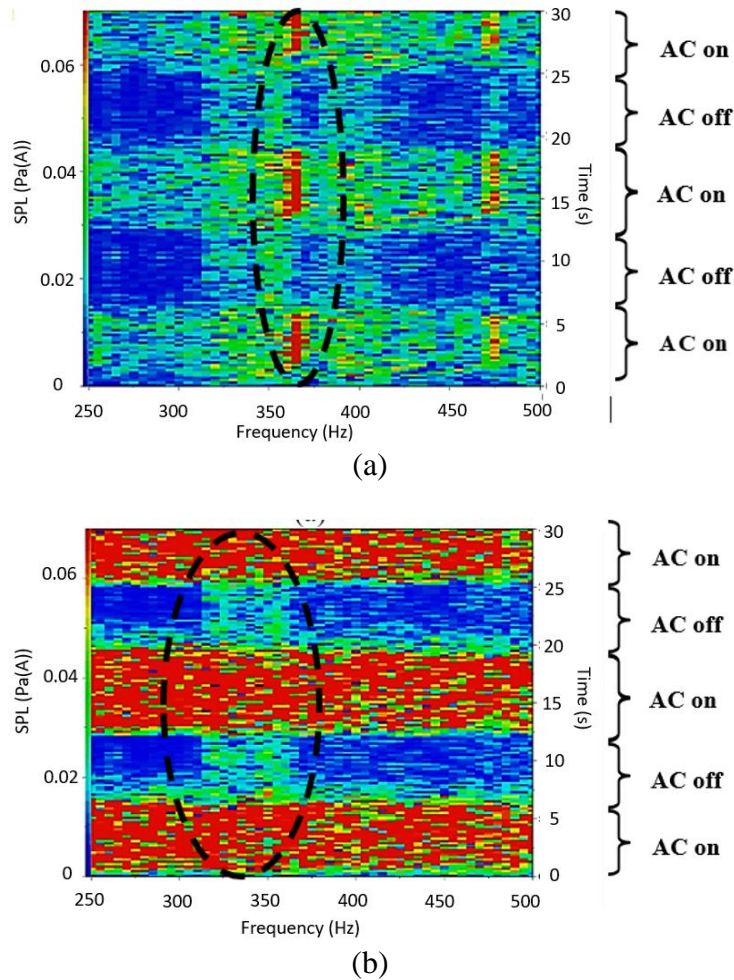 30
AC on
0.06
25
AC off
20
SPL (Pa(A))
0.04
Time (s)
15
AC on
10
0.02
AC off
5
AC on
0
0
250
300
350
400
450
500
Frequency (Hz)
(a)
30
AC on
0.06
25
AC off
20
SPL (Pa(A))
0.04
Time (s)
15
AC on
10
0.02
AC off
5
AC on
0
0
250
300
350
400
450
500
Frequency (Hz)
(b)